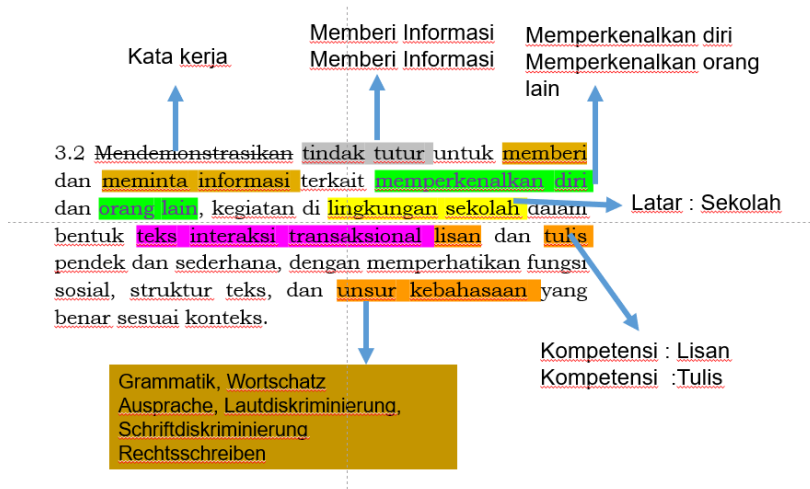 Kata kerja
Memberi Informasi
Memberi Informasi
Memperkenalkan diri
Memperkenalkan orang
lain
3.2 Mendemonstrasikan tindak tutur untuk memberi
dan meminta informasi terkait memperkenalkan diri
dan orang lain, kegiatan di lingkungan sekolah dalam
bentuk teks interaksi transaksional lisan dan tulis
pendek dan sederhana, dengan memperhatikan fungsi
sosial, struktur teks, dan unsur kebahasaan yang
benar sesuai konteks.
Latar : Sekolah
Kompetensi : Lisan
Kompetensi :Tulis
Grammatik, Wortschatz
Ausprache, Lautdiskriminierung,
Schriftdiskriminierung
Rechtsschreiben